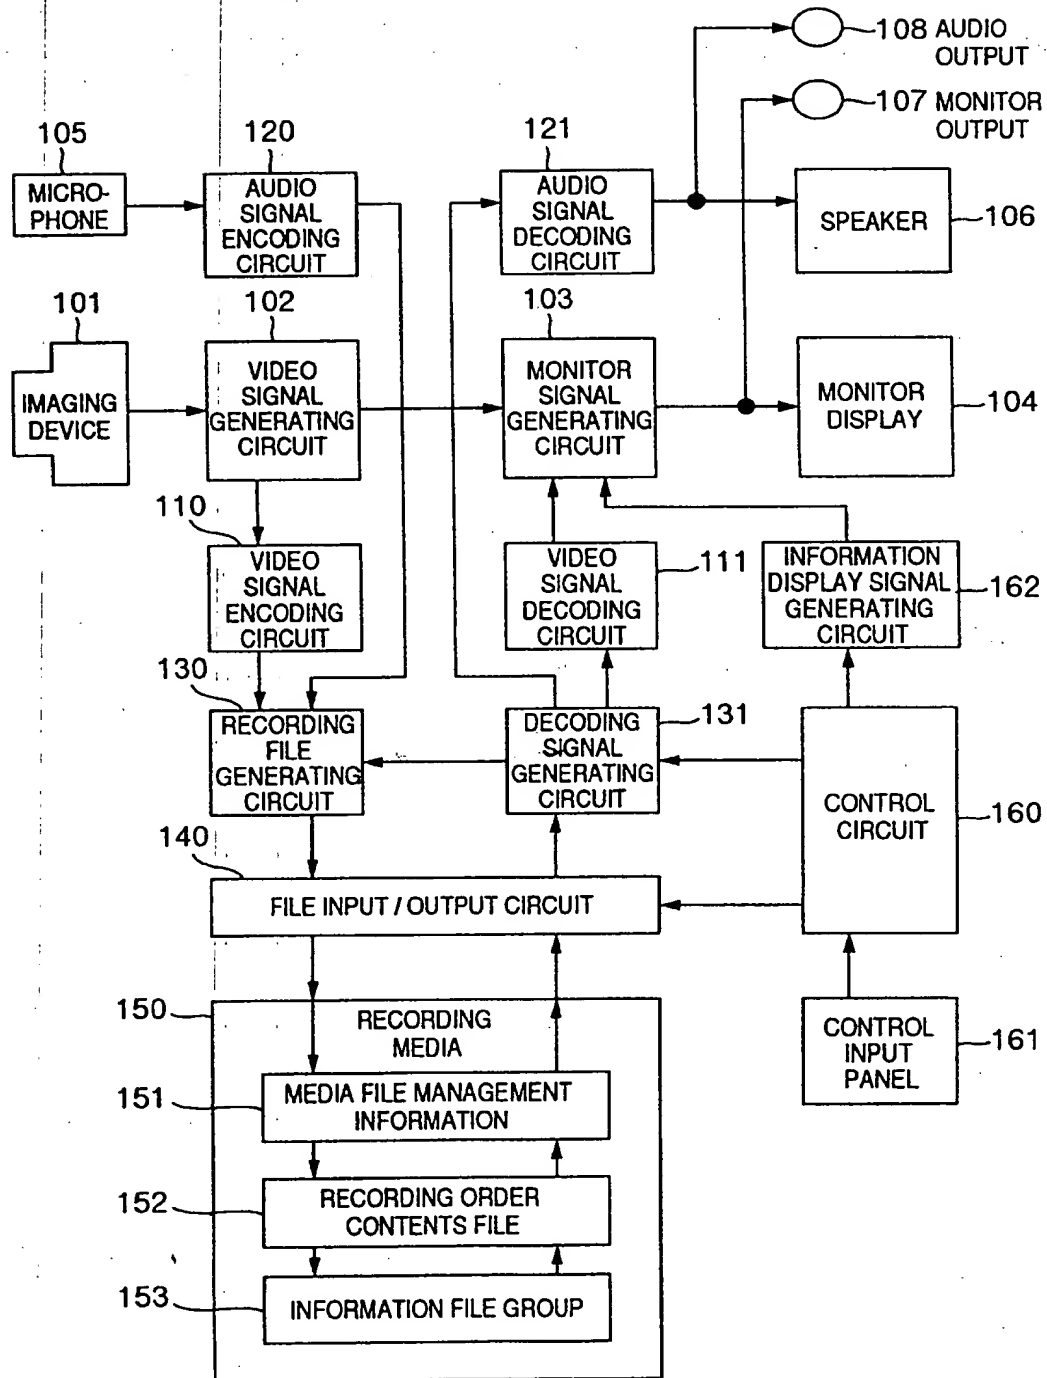 108 AUDIO
OUTPUT
107 MONITOR
OUTPUT
105
MICRO-
PHONE
120
AUDIO
SIGNAL
ENCODING
CIRCUIT
121
AUDIO
SIGNAL
DECODING
CIRCUIT
SPEAKER
106
101
IMAGING
DEVICE
102
VIDEO
SIGNAL
GENERATING
CIRCUIT
103
MONITOR
SIGNAL
GENERATING
CIRCUIT
MONITOR
DISPLAY
104
110
VIDEO
SIGNAL
ENCODING
CIRCUIT
VIDEO
SIGNAL
DECODING
CIRCUIT
111
INFORMATION
DISPLAY SIGNAL
GENERATING
CIRCUIT
162
130
RECORDING
FILE
GENERATING
CIRCUIT
DECODING
SIGNAL
GENERATING
CIRCUIT
131
CONTROL
CIRCUIT
160
140
FILE INPUT / OUTPUT CIRCUIT
150
RECORDING
MEDIA
CONTROL
INPUT
PANEL
161
151
MEDIA FILE MANAGEMENT
INFORMATION
152
RECORDING ORDER
CONTENTS FILE
153
INFORMATION FILE GROUP